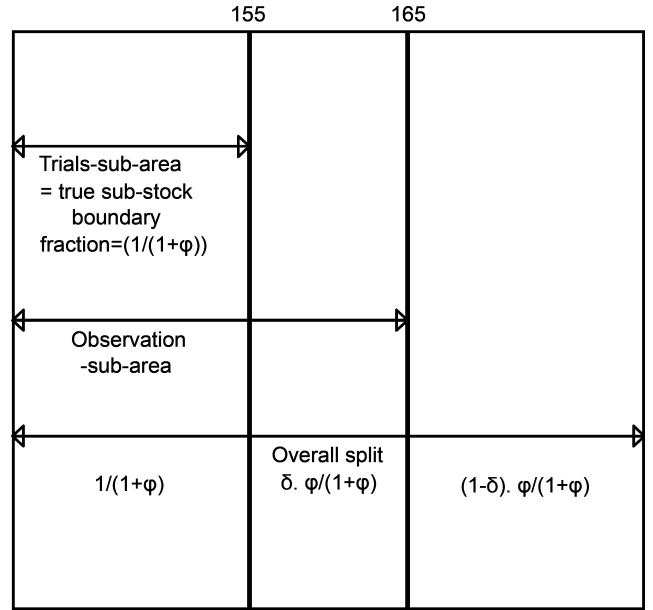 155
165
Trials-sub-area
= true sub-stock
boundary
fraction=(1/(1+φ))
Observation
-sub-area
Overall split
1/(1+φ)
δ. φ/(1+φ)
(1-δ). φ/(1+φ)